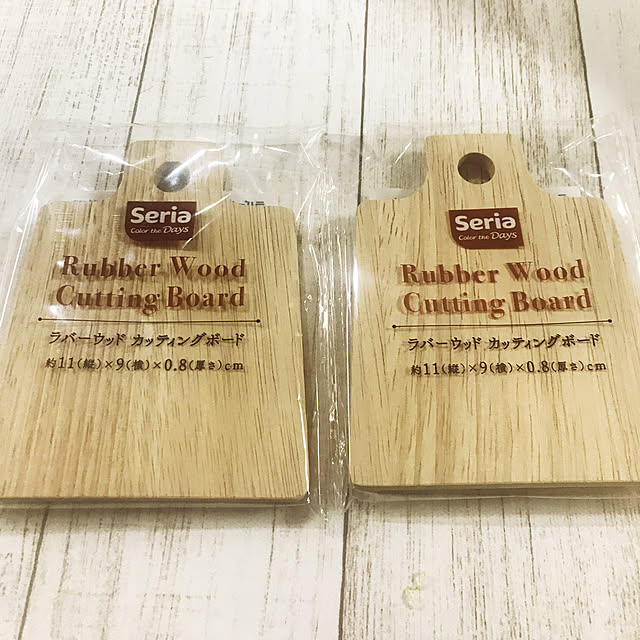 Seria
Color the Days
Rubber Wood
Cutting Board
ラバーウッド カッティングボード
約11(縦)×9(横)×0.8(厚さ)cm
Seria
Color the Days
Rubber Wood
Cutting Board
ラバーウッド カッティングボード
約11(縦)×9(横)×0.8(厚さ)cm